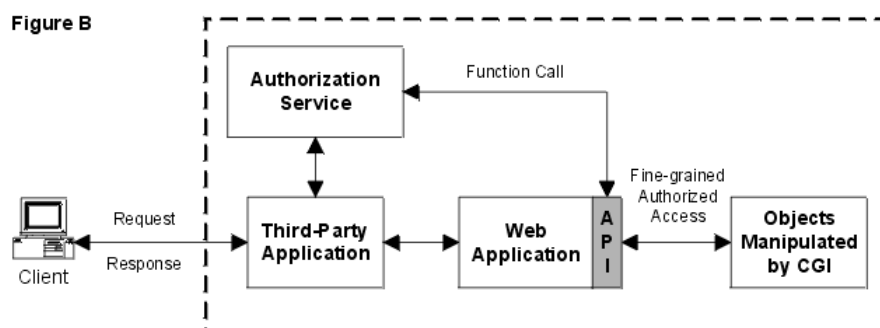 Figure B
Authorization
Service
Function Call
Fine-grained
Authorized
Access
Request
Response
Client
Third-Party
Application
Web
Application
A
P
I
Objects
Manipulated
by CGI